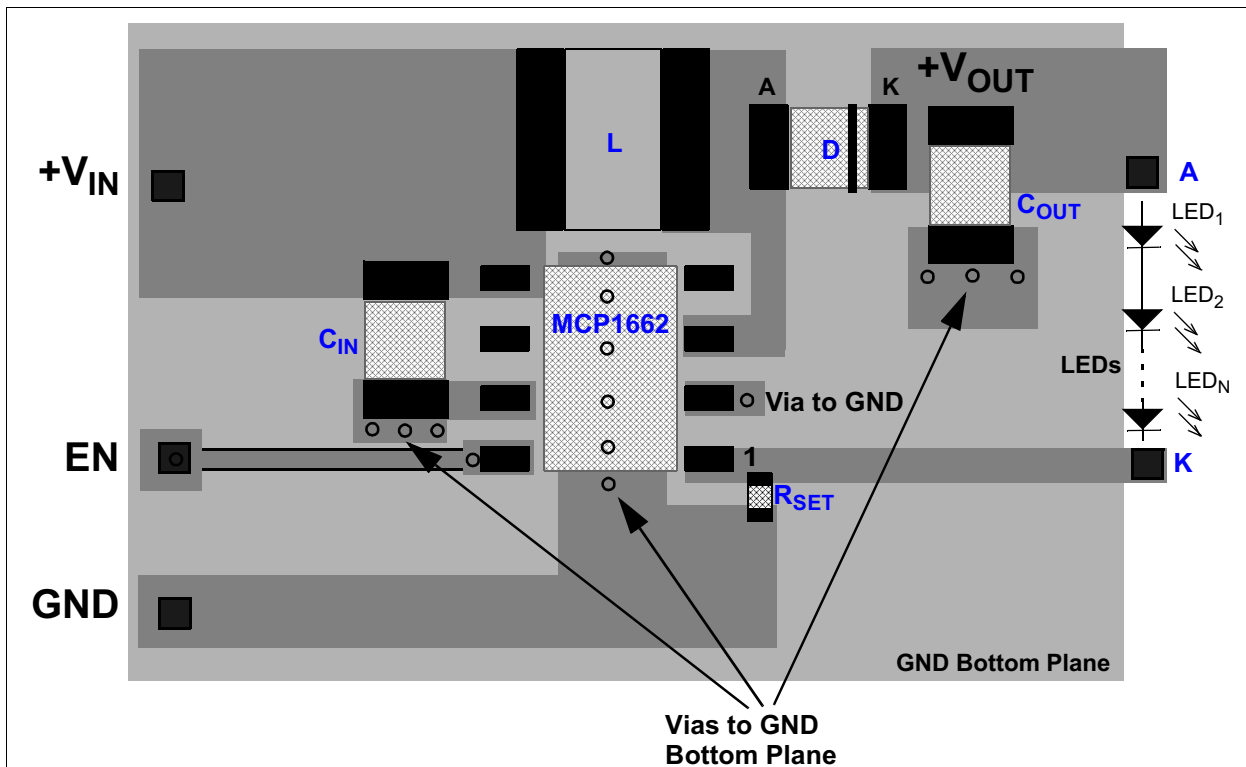 +VOUT
A
K
L
D
+VIN
A
COUT
LED1
MCP1662
LED2
CIN
LEDs
LEDN
Via to GND
EN
1
K
RSET
GND
GND Bottom Plane
Vias to GND
Bottom Plane